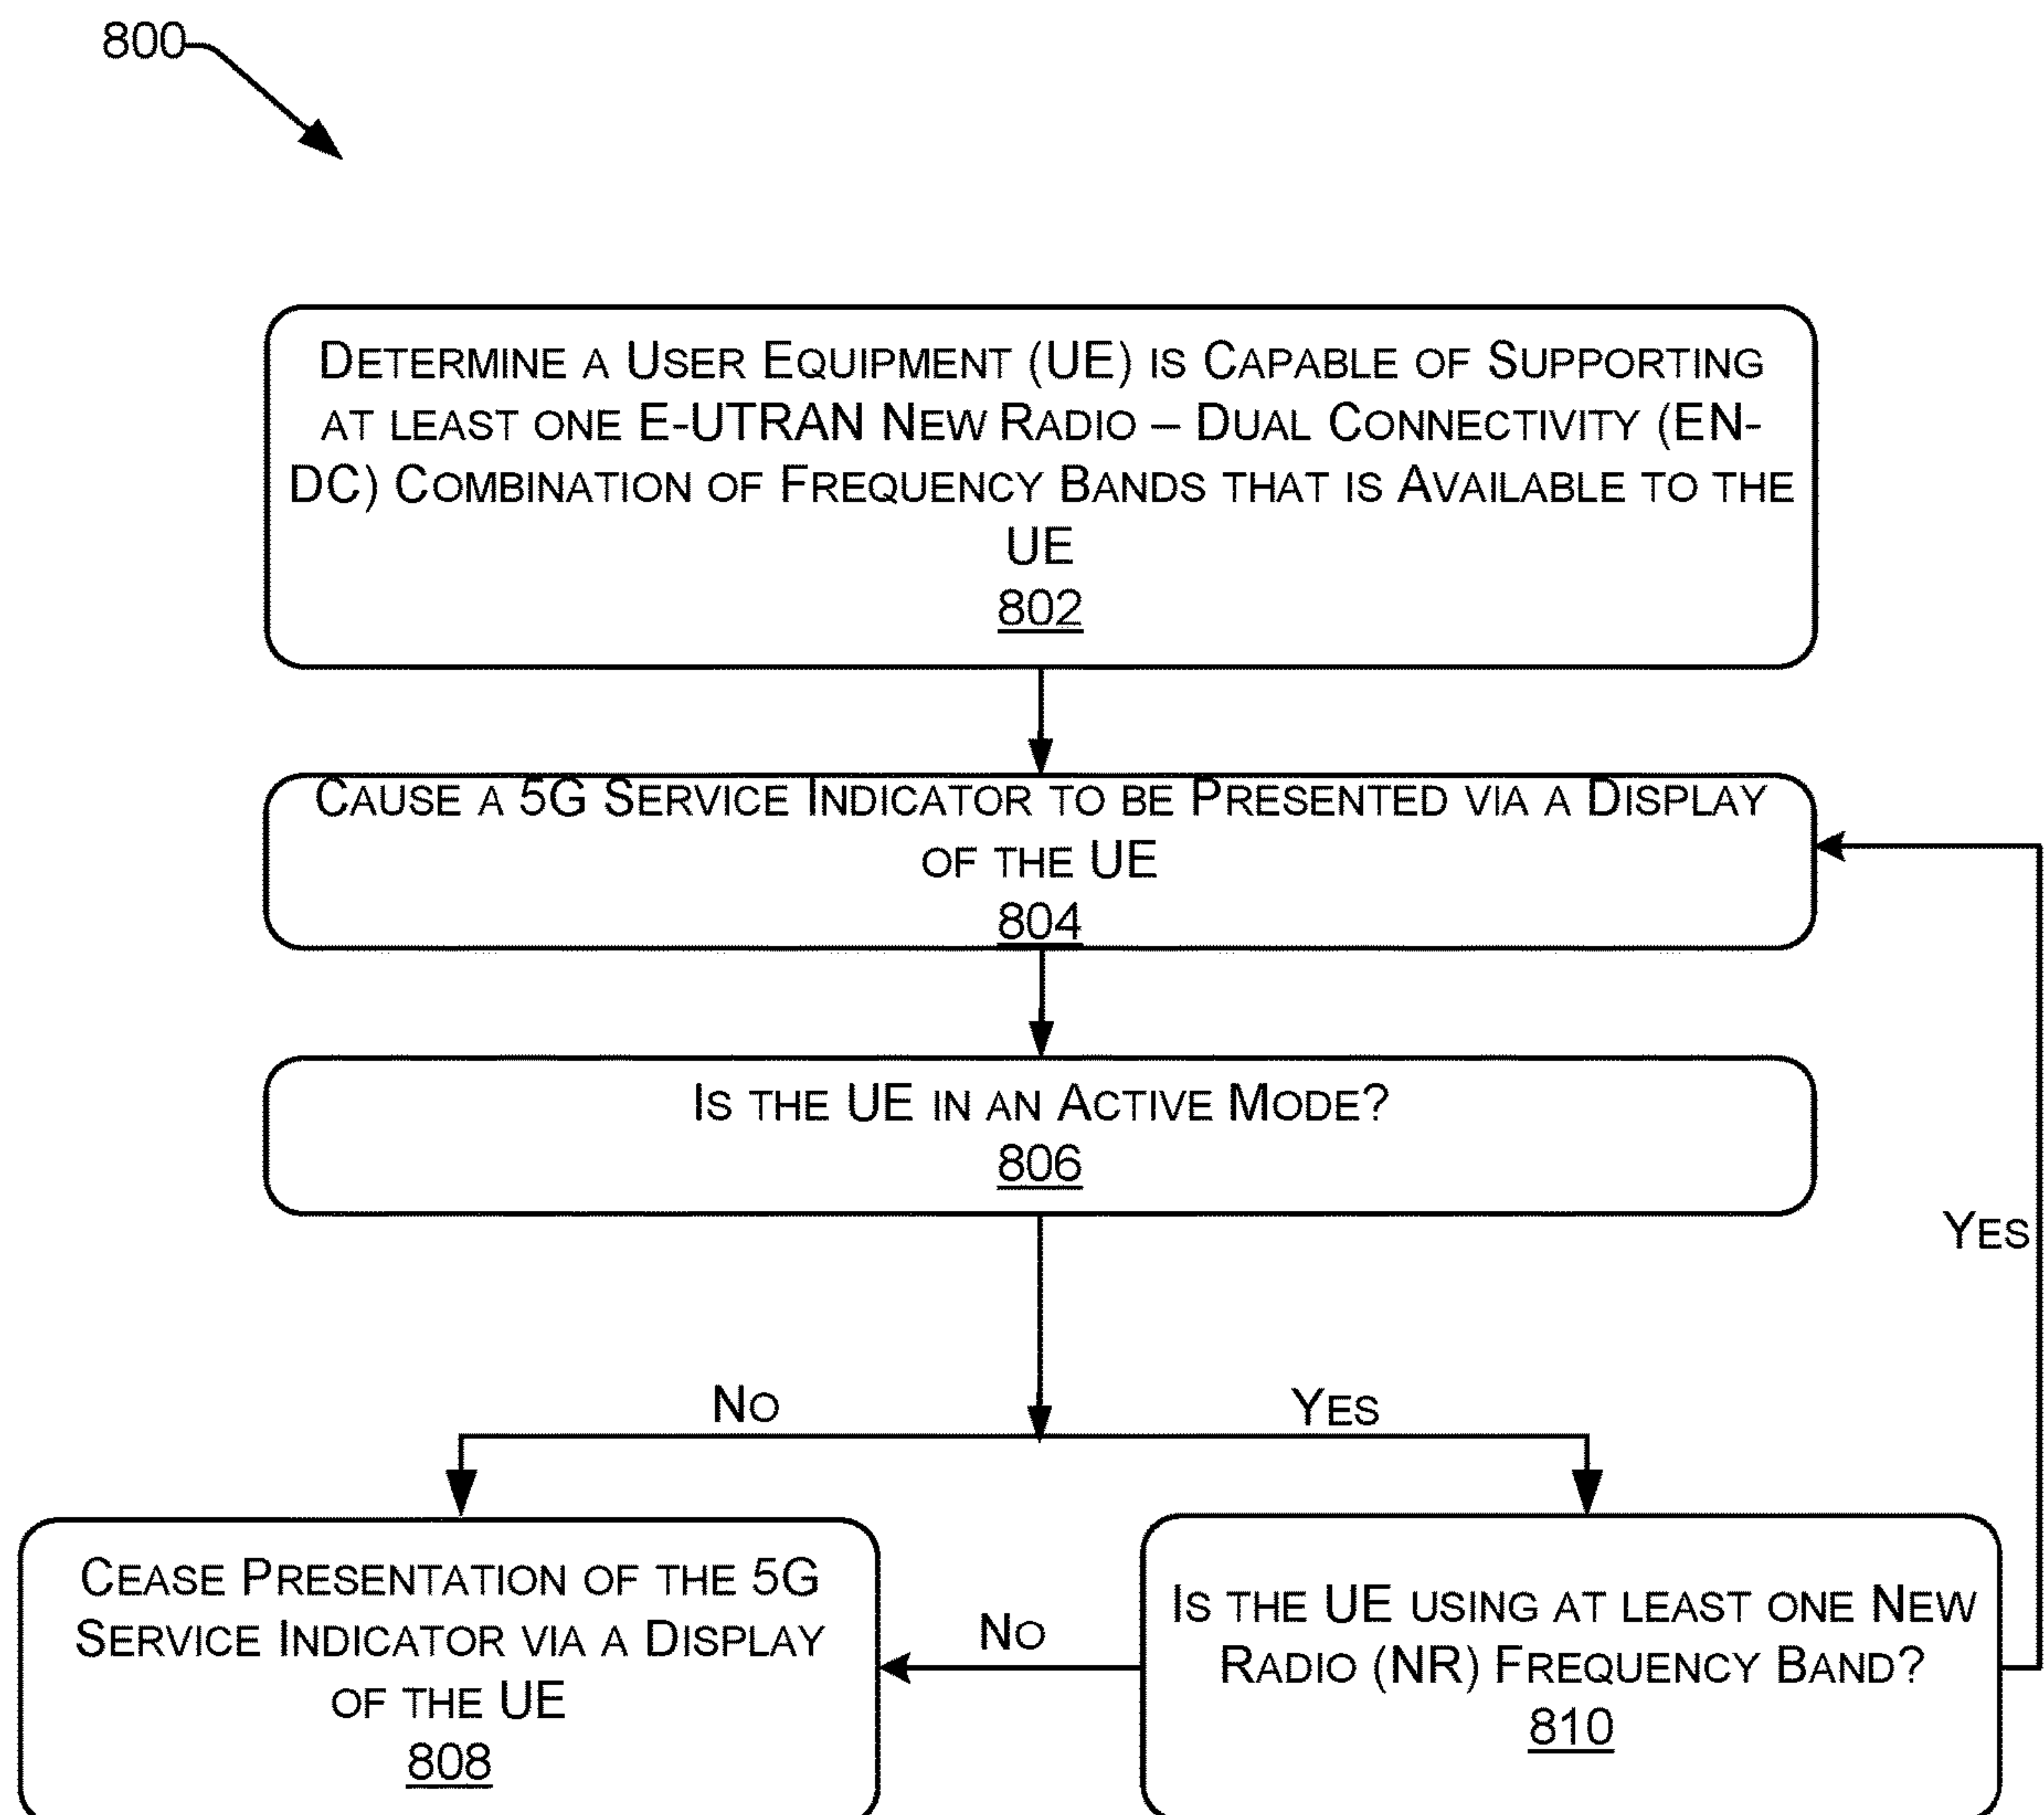 800
DETERMINE A USER EQUIPMENT (UE) IS CAPABLE OF SUPPORTING
AT LEAST ONE E-UTRAN NEW RADIO – DUAL CONNECTIVITY (EN-
DC) COMBINATION OF FREQUENCY BANDS THAT IS AVAILABLE TO THE
UE
802
CAUSE A 5G SERVICE INDICATOR TO BE PRESENTED VIA A DISPLAY
OF THE UE
804
IS THE UE IN AN ACTIVE MODE?
806
YES
NO
YES
CEASE PRESENTATION OF THE 5G
SERVICE INDICATOR VIA A DISPLAY
OF THE UE
808
NO
IS THE UE USING AT LEAST ONE NEW
RADIO (NR) FREQUENCY BAND?
810